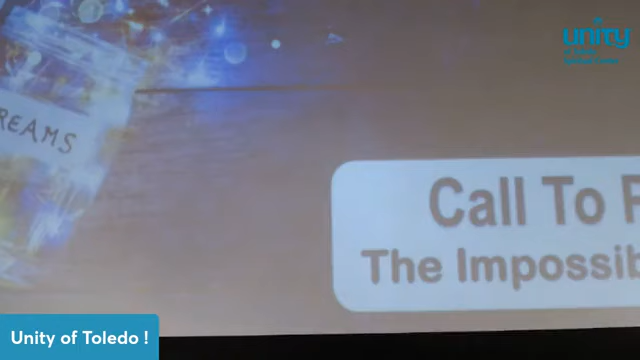 unity
REAMS
Call To
The Impossib
Unity of Toledo !